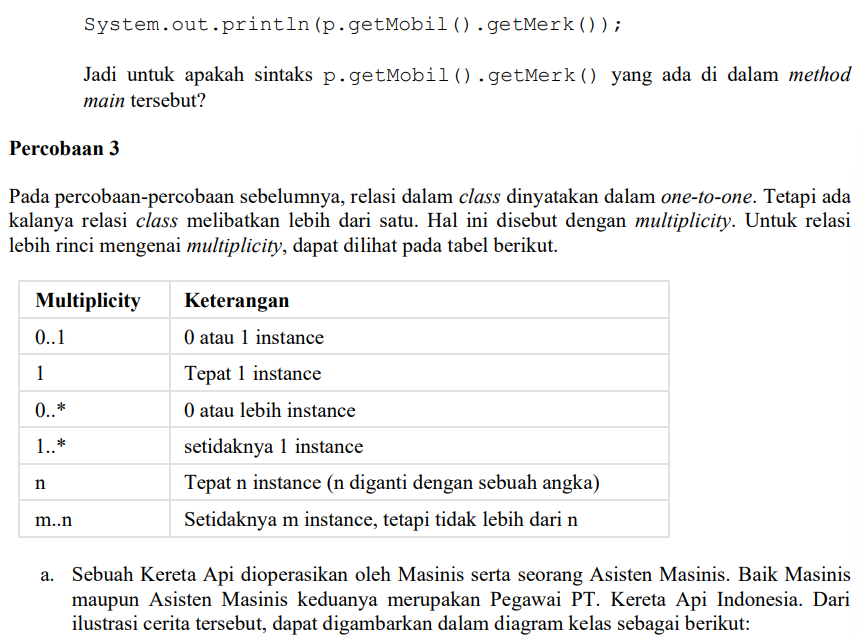 System.out.println(p.getMobil().getMerk());
Jadi untuk apakah sintaks p.getMobil().getMerk() yang ada di dalam method
main tersebut?
Percobaan 3
Pada percobaan-percobaan sebelumnya, relasi dalam class dinyatakan dalam one-to-one. Tetapi ada
kalanya relasi class melibatkan lebih dari satu. Hal ini disebut dengan multiplicity. Untuk relasi
lebih rinci mengenai multiplicity, dapat dilihat pada tabel berikut.
Multiplicity Keterangan
0..1 0 atau 1 instance
1 Tepat 1 instance
0..* 0 atau lebih instance
1..* setidaknya 1 instance
n Tepat n instance (n diganti dengan sebuah angka)
m..n Setidaknya m instance, tetapi tidak lebih dari n
a. Sebuah Kereta Api dioperasikan oleh Masinis serta seorang Asisten Masinis. Baik Masinis
maupun Asisten Masinis keduanya merupakan Pegawai PT. Kereta Api Indonesia. Dari
ilustrasi cerita tersebut, dapat digambarkan dalam diagram kelas sebagai berikut: